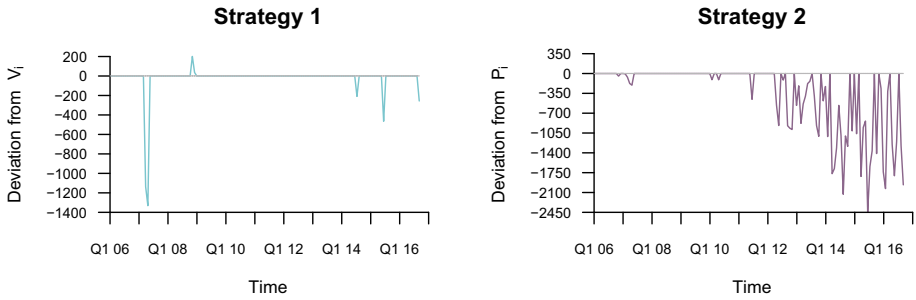 Strategy 1
Deviation from Vi
200
0
−200
−400
−600
−800
−1000
−1200
−1400
Q1 06 Q1 08 Q1 10 Q1 12 Q1 14 Q1 16
Time
Strategy 2
Deviation from Pi
350
0
−350
−700
−1050
−1400
−1750
−2100
−2450
Q1 06 Q1 08 Q1 10 Q1 12 Q1 14 Q1 16
Time